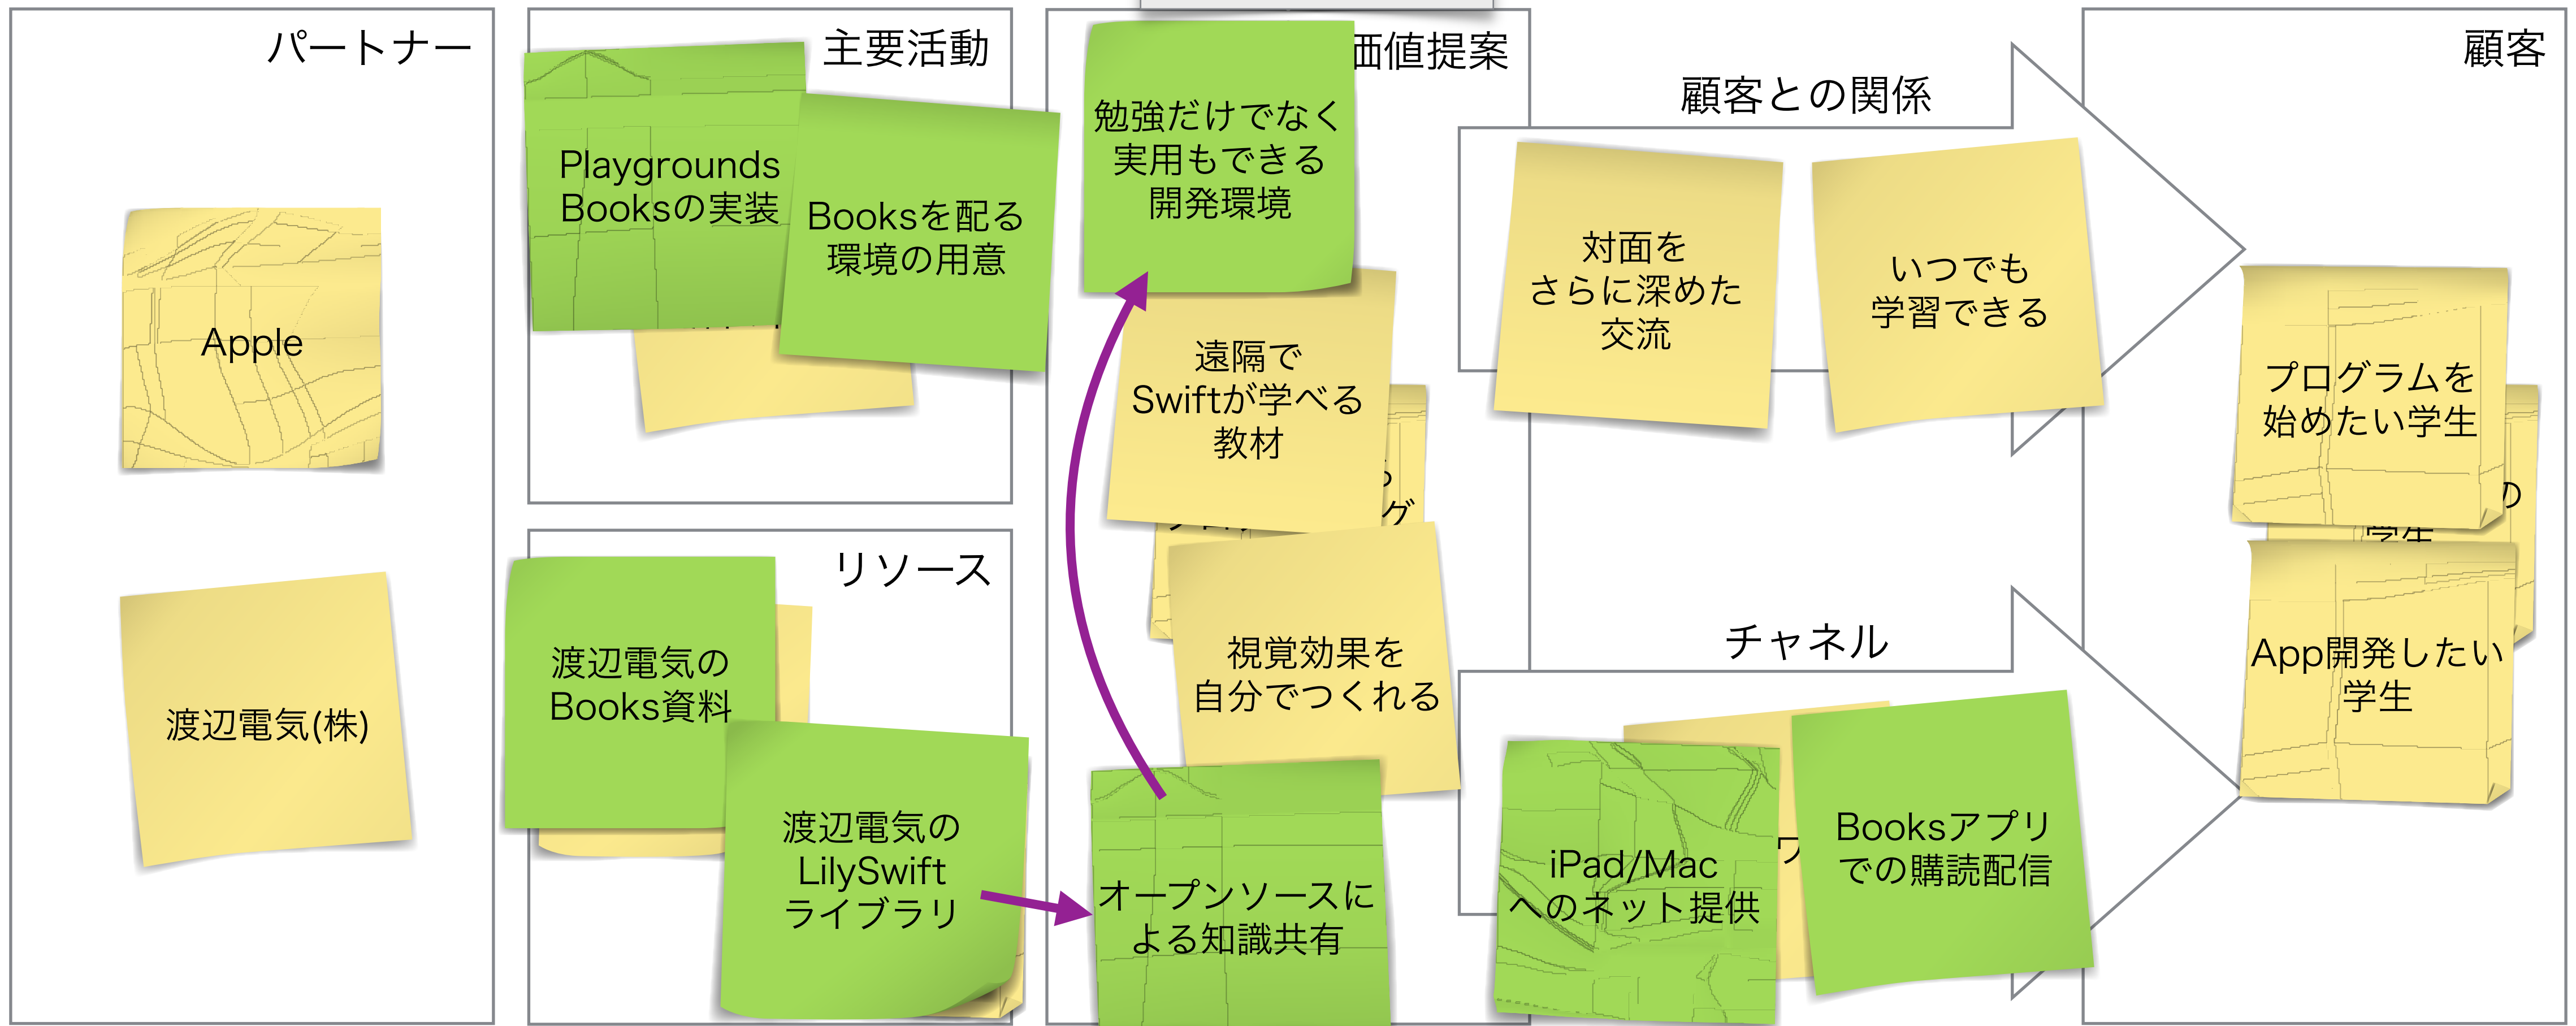 パートナー
Apple
渡辺電気(株)
主要活動
Playgrounds
Booksの実装
Booksを配る
環境の用意
リソース
渡辺電気の
Books資料
渡辺電気の
LilySwift
ライブラリ
価値提案
勉強だけでなく
実用もできる
開発環境
遠隔で
Swiftが学べる
教材
視覚効果を
自分でつくれる
オープンソースに
よる知識共有
顧客との関係
対面を
さらに深めた
交流
いつでも
学習できる
チャネル
iPad/Mac
へのネット提供
ワ
Booksアプリ
での購読配信
顧客
プログラムを
始めたい学生
の
学生
App開発したい
学生